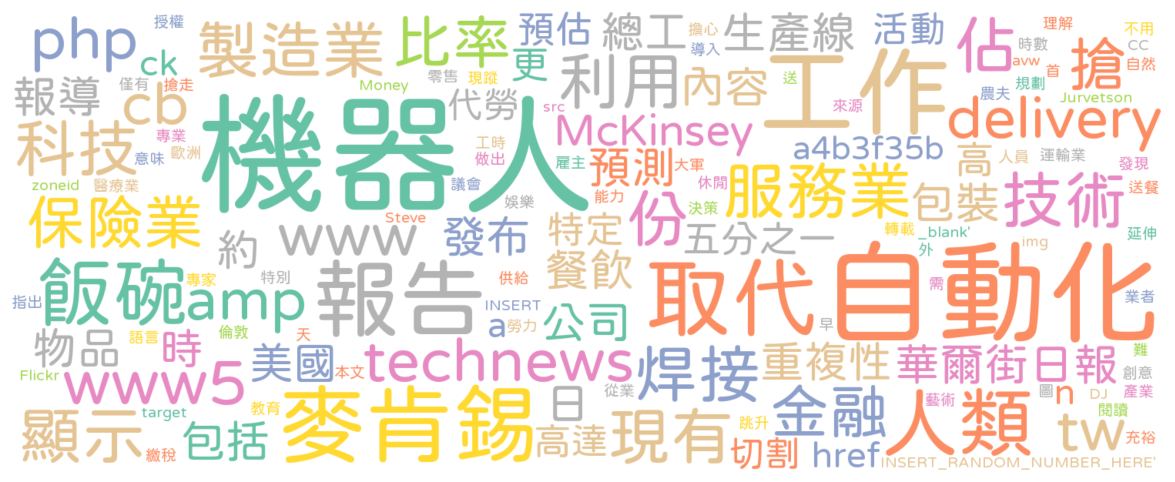 授權
php
製造業
比率
預估
總工
擔心
生產線
活動
理解
不用
ck
更
導入
佔
時數
CC
報導
僅有
搶走
Money
零售
現蹤
利用
內容
工作
送
avw
首
自然
搶
cb
代勞
src
來源
農夫
規劃
Jurvetson
科技
專業
意味
歐洲
機器人
工時
做出
雇主
McKinsey
delivery
a4b3f35b
高
人員
運輸業
發現
zoneid
醫療業
議會
預測
大軍
能力
休閒
服務業
包裝
技術
送餐
保險業
娛樂
Steve
份
決策
轉載
_blank'
延伸
約
www
發布
特定
五分之一
外
img
飯碗
專家
特別
報告
供給
餐飲
取代
自動化
需
業者
指出
amp
INSERT
a
勞力
公司
早
物品
語言
時
倫敦
天
難
Flickr
www5
美國
本文
technews
焊接
重複性
華爾街日報
創意
從業
圖
n
DJ
產業
顯示
target
教育
麥肯錫
日
現有
跳升
金融
人類
藝術
tw
閱讀
充裕
繳稅
包括
高達
切割
href
INSERT_RANDOM_NUMBER_HERE'